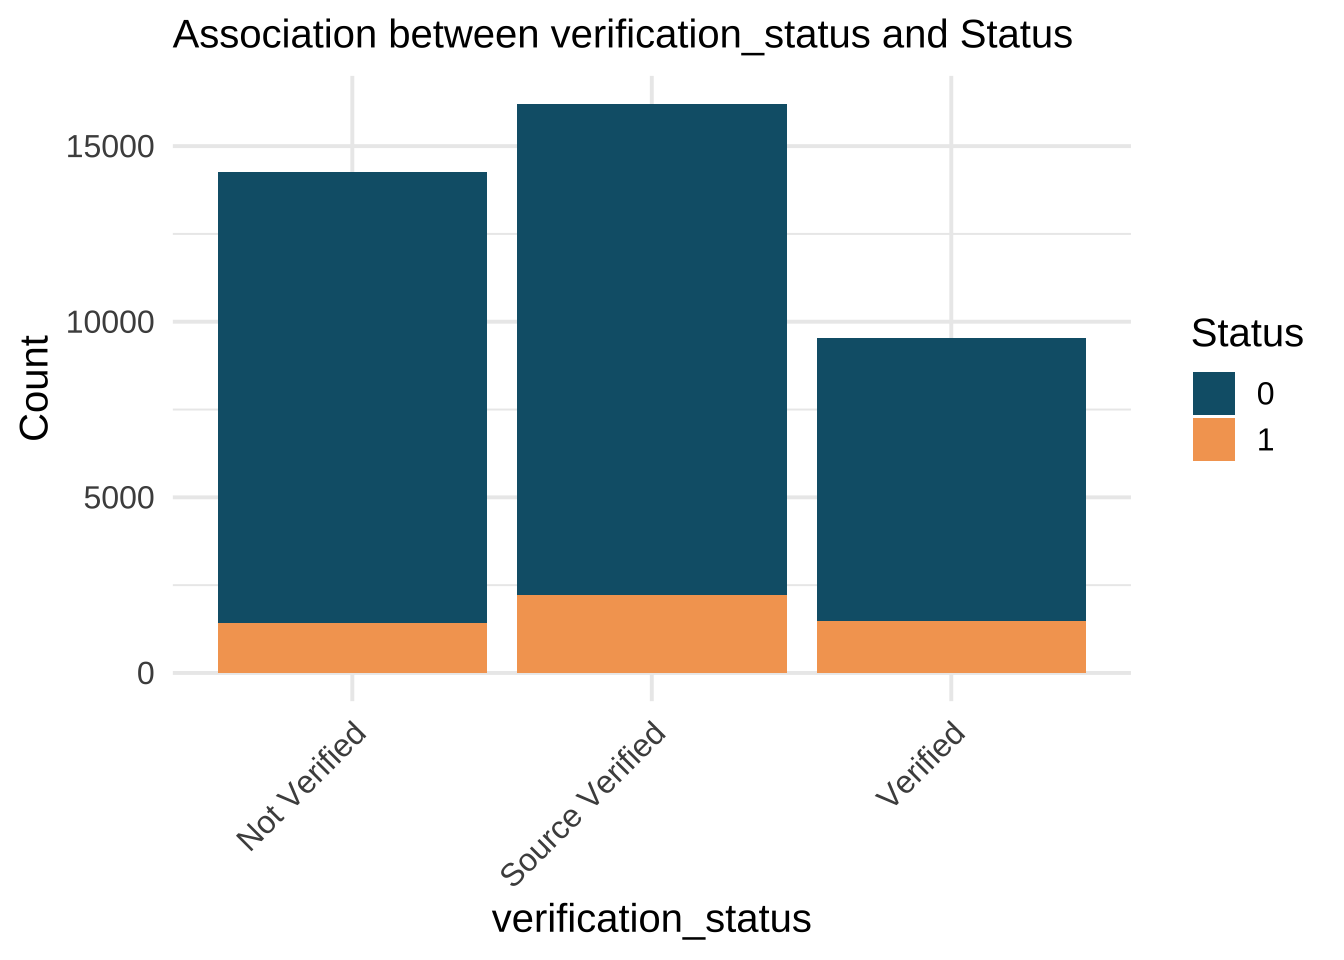 Association between verification_status and Status
Count
15000
10000
5000
0
Not Verified
Source Verified
Verified
verification_status
Status
0
1